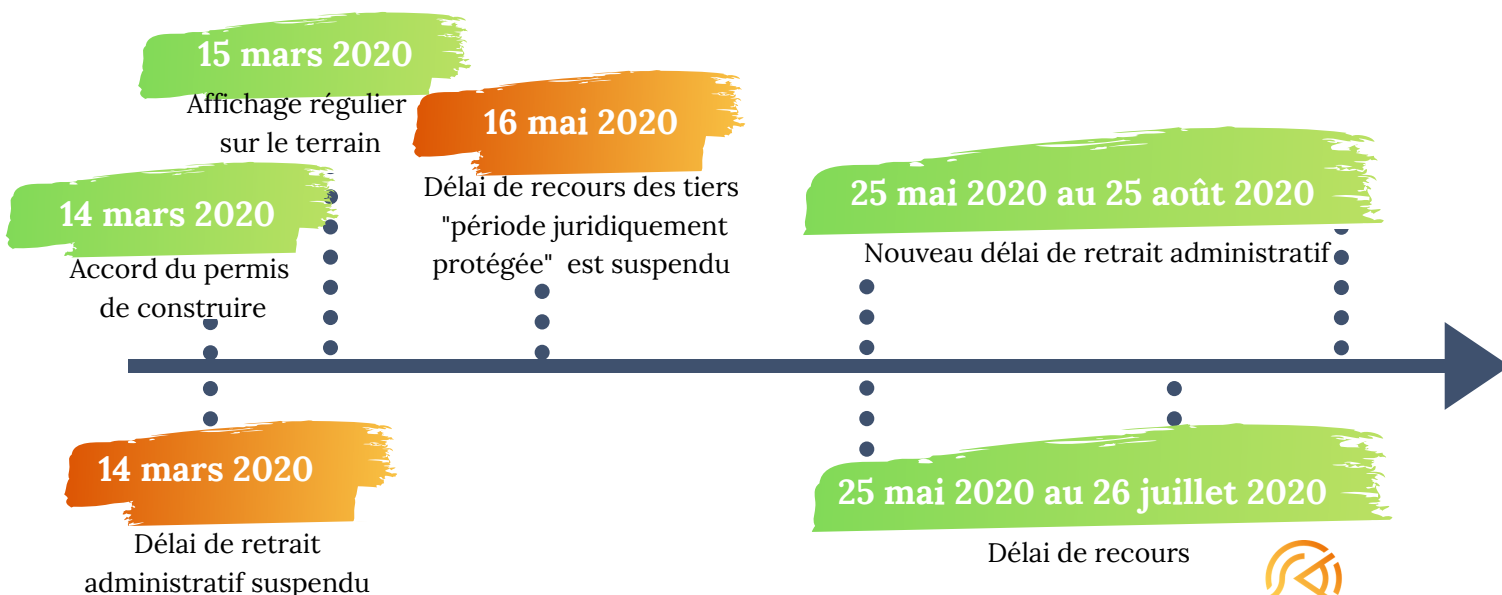 15 mars 2020
Affichage régulier
sur le terrain
16 mai 2020
Délai de recours des tiers
"période juridiquement
protégée" est suspendu
14 mars 2020
Accord du permis
de construire
25 mai 2020 au 25 août 2020
Nouveau délai de retrait administratif
14 mars 2020
Délai de retrait
administratif suspendu
25 mai 2020 au 26 juillet 2020
Délai de recours